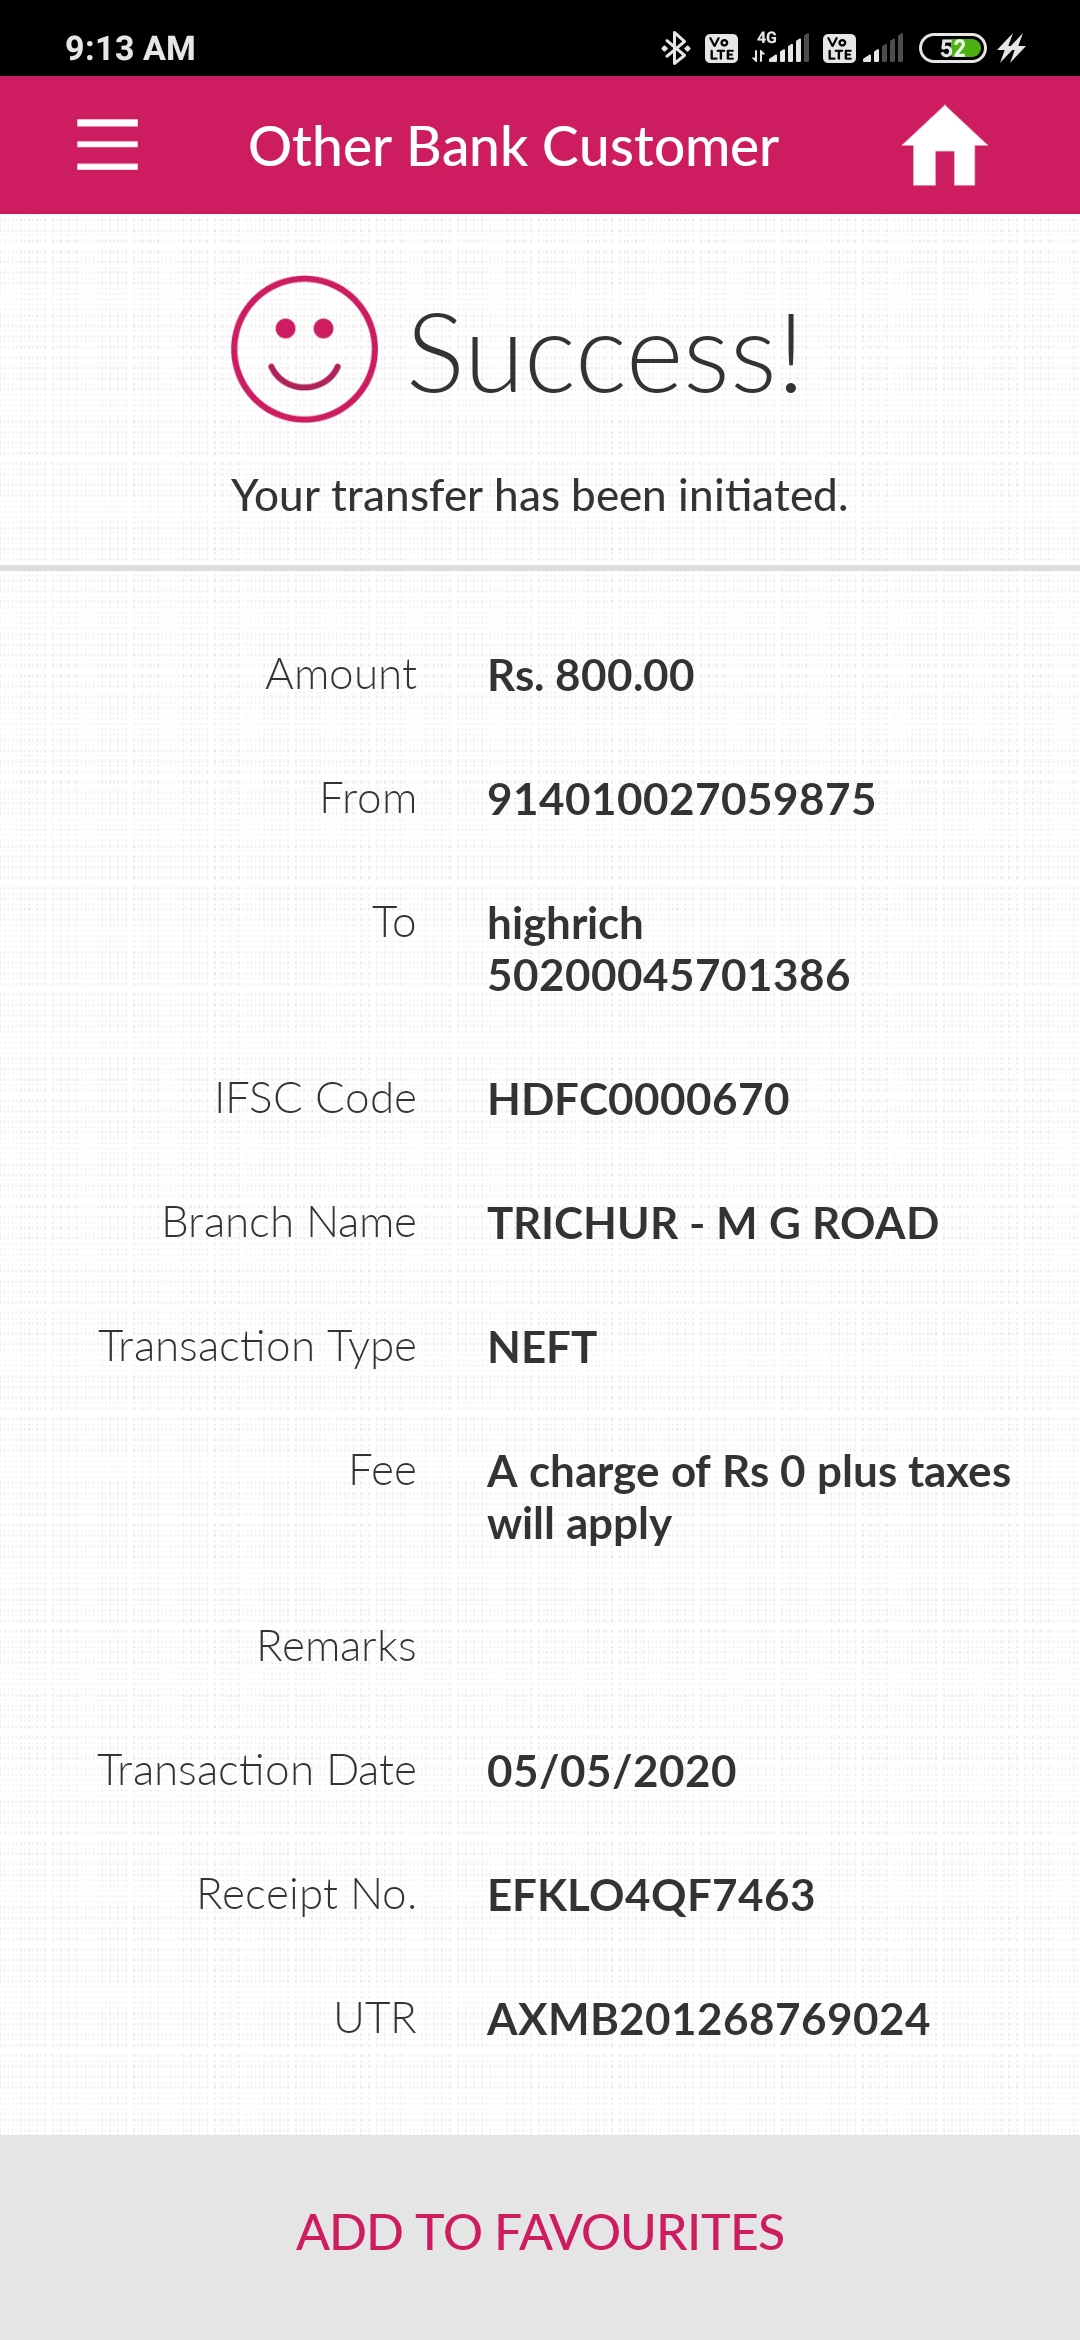 9:13 AM
Vo LTE 4G Vo LTE 52
Other Bank Customer
Success!
Your transfer has been initiated.
Amount Rs. 800.00
From 914010027059875
To highrich
50200045701386
IFSC Code HDFC0000670
Branch Name TRICHUR - M G ROAD
Transaction Type NEFT
Fee A charge of Rs 0 plus taxes
will apply
Remarks
Transaction Date 05/05/2020
Receipt No. EFKLO4QF7463
UTR AXMB201268769024
ADD TO FAVOURITES